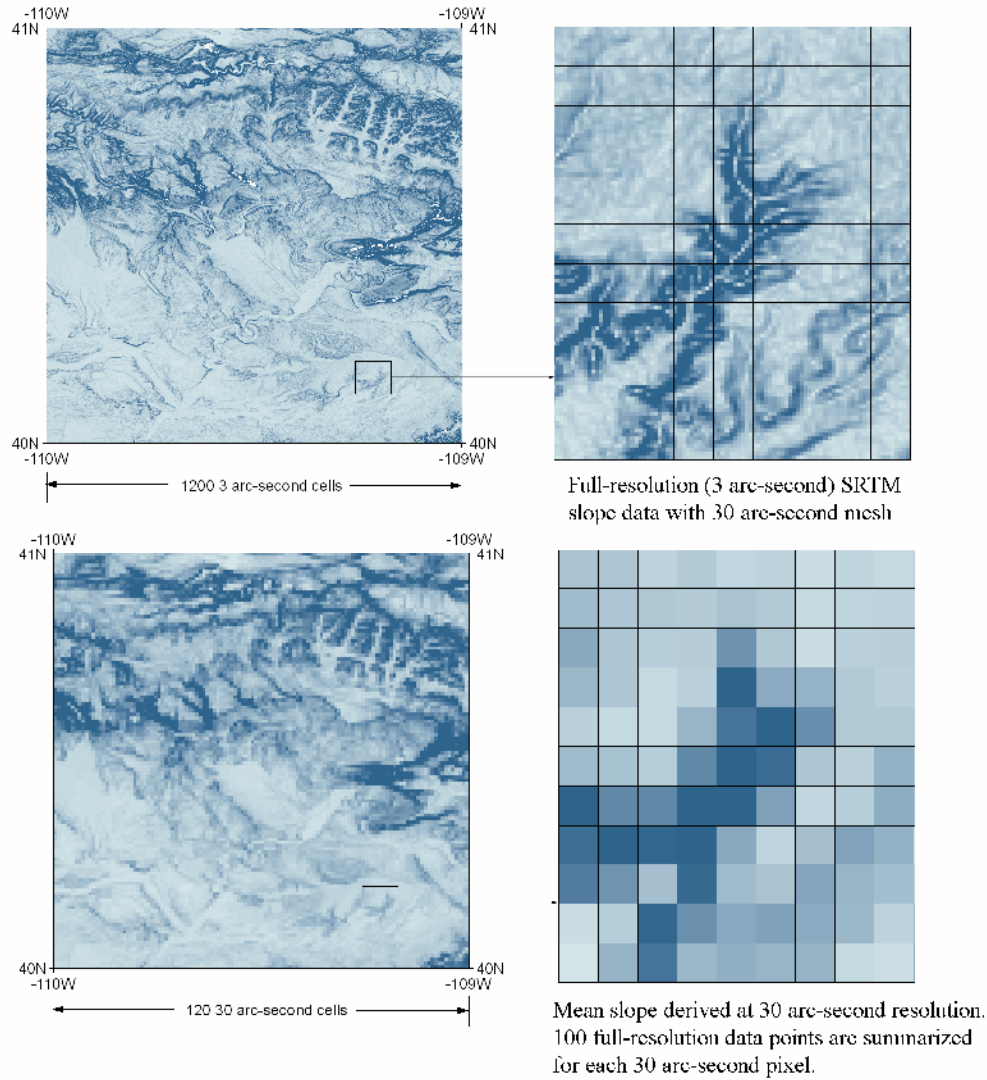 -110W
-109W
41N
41N
40N
40N
-110W
-109W
1200 3 arc-second cells
Full-resolution (3 arc-second) SRTM
slope data with 30 arc-second mesh
-110W
-109W
41N
41N
40N
40N
-110W
-109W
120 30 arc-second cells
Mean slope derived at 30 arc-second resolution.
100 full-resolution data points are summarized
for each 30 arc-second pixel.